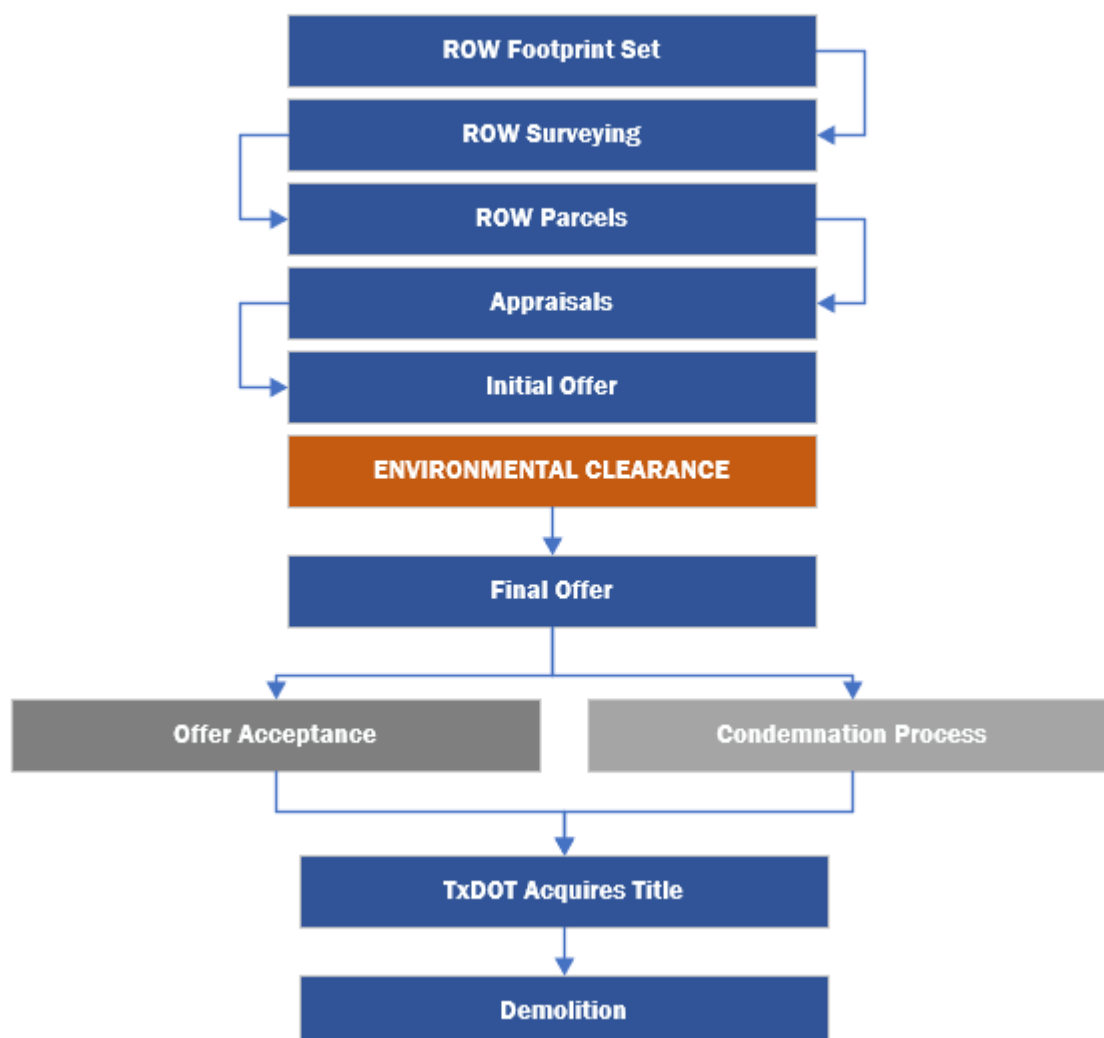 ROW Footprint Set
ROW Surveying
ROW Parcels
Appraisals
Initial Offer
ENVIRONMENTAL CLEARANCE
Final Offer
Offer Acceptance
Condemnation Process
TxDOT Acquires Title
Demolition